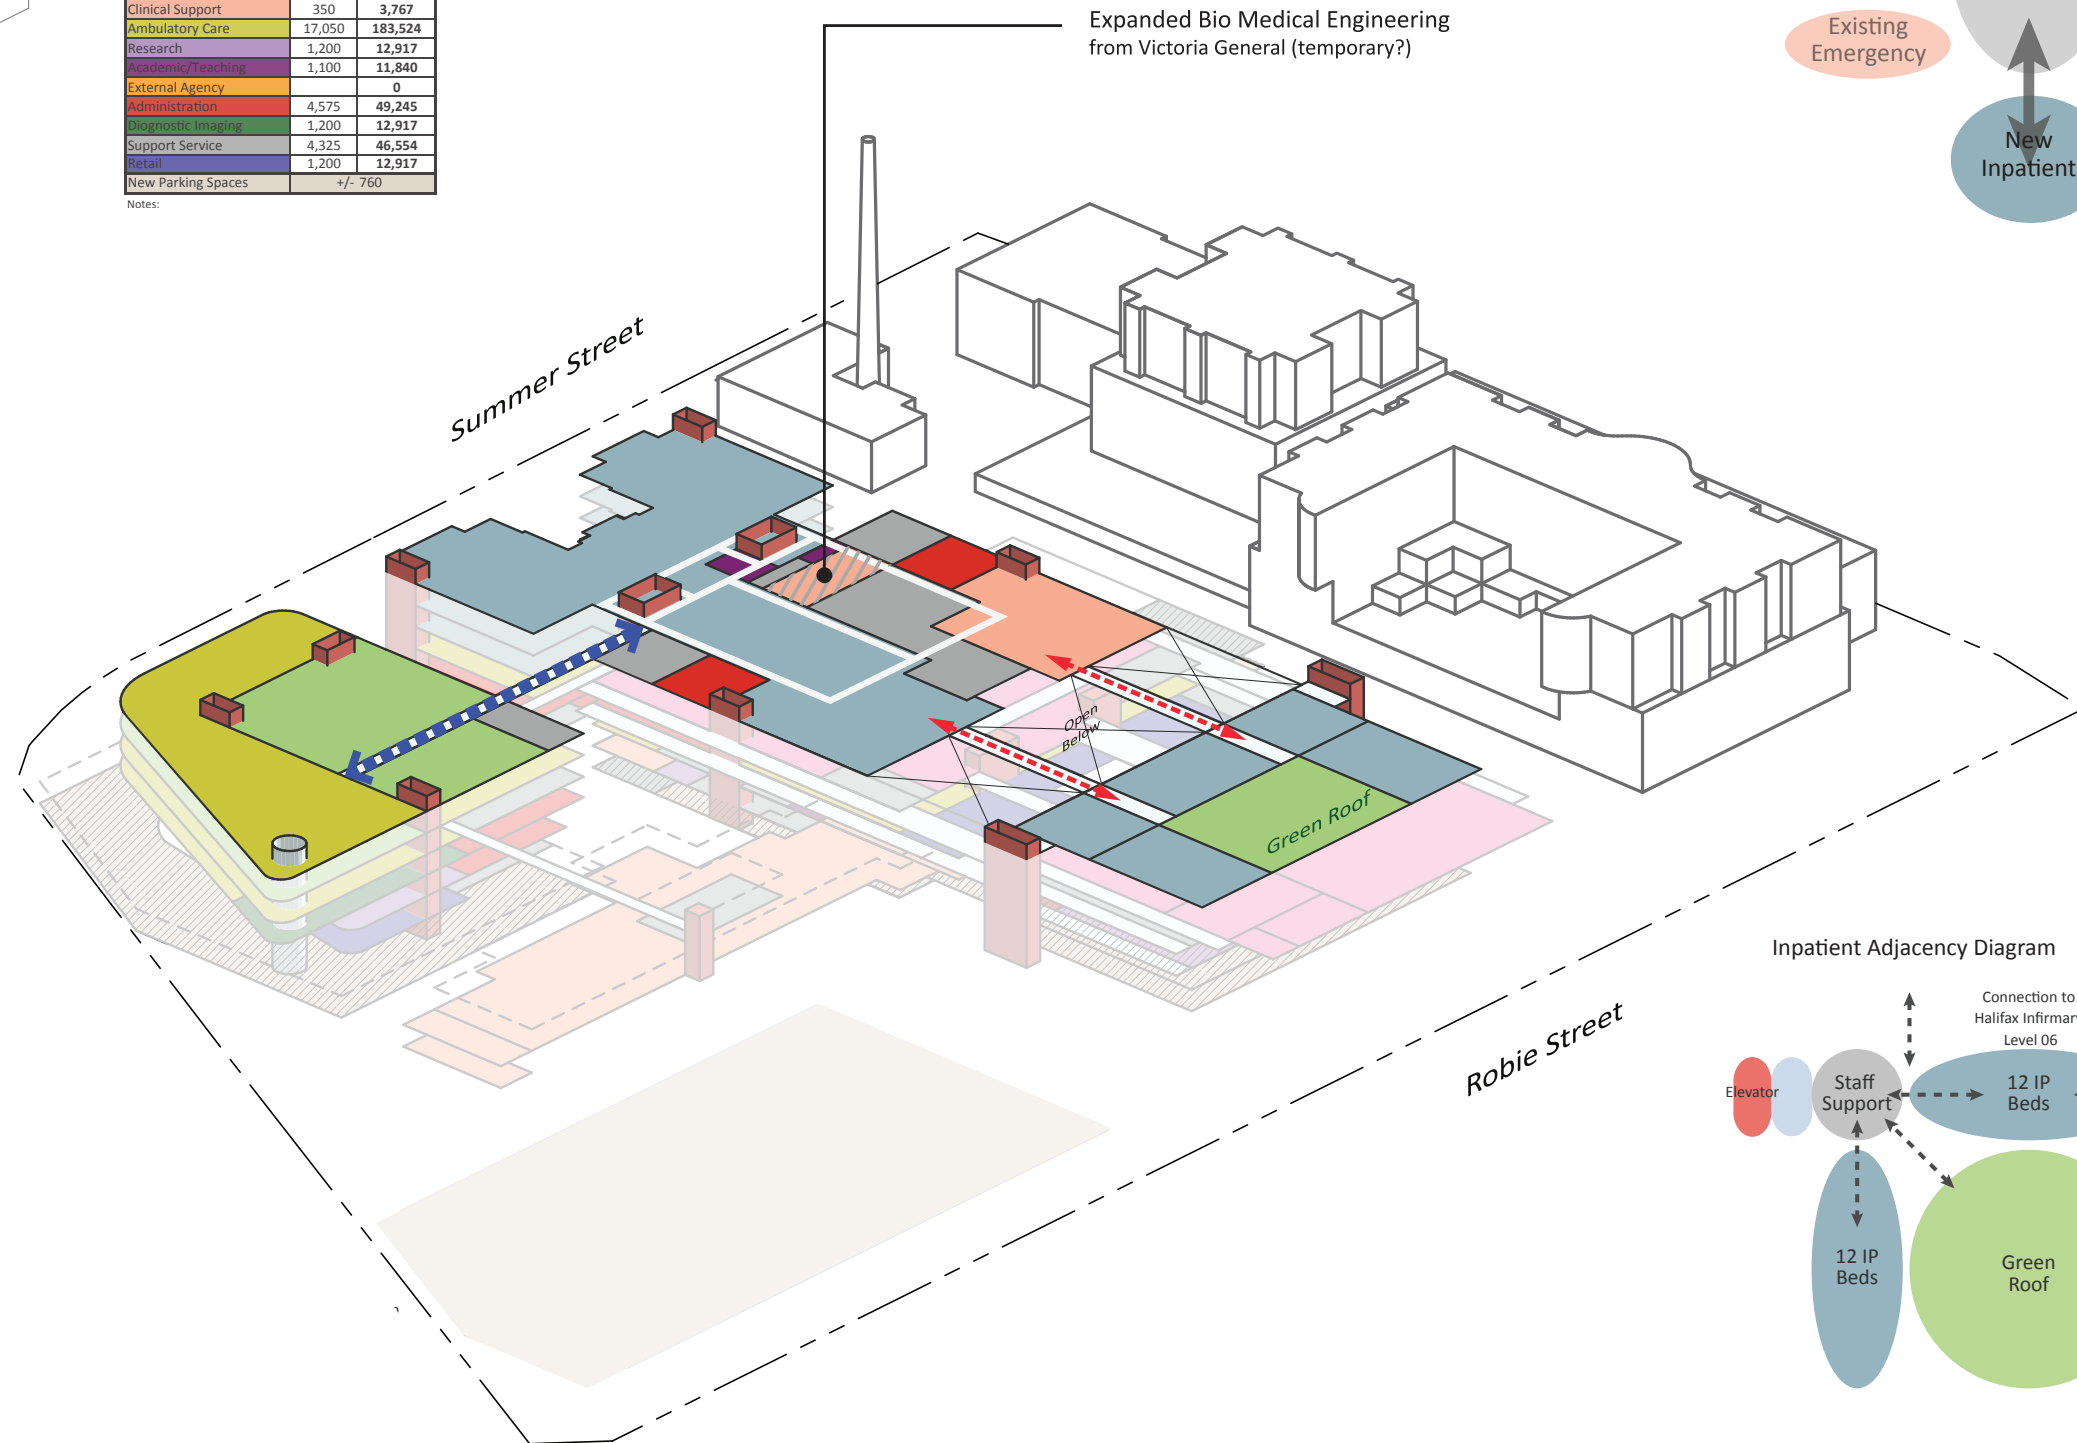 Clinical Support 350 3,767
Ambulatory Care 17,050 183,524
Research 1,200 12,917
Academic/Teaching 1,100 11,840
External Agency 0
Administration 4,575 49,245
Diognostic Imaging 1,200 12,917
Support Service 4,325 46,554
Retail 1,200 12,917
New Parking Spaces +/- 760
Notes:
Expanded Bio Medical Engineering
from Victoria General (temporary?)
Existing
Emergency
New
Inpatient
Summer Street
Open
Below
Green Roof
Robie Street
Inpatient Adjacency Diagram
Connection to
Halifax Infirmary
Level 06
Elevator
Staff
Support
12 IP
Beds
12 IP
Beds
Green
Roof